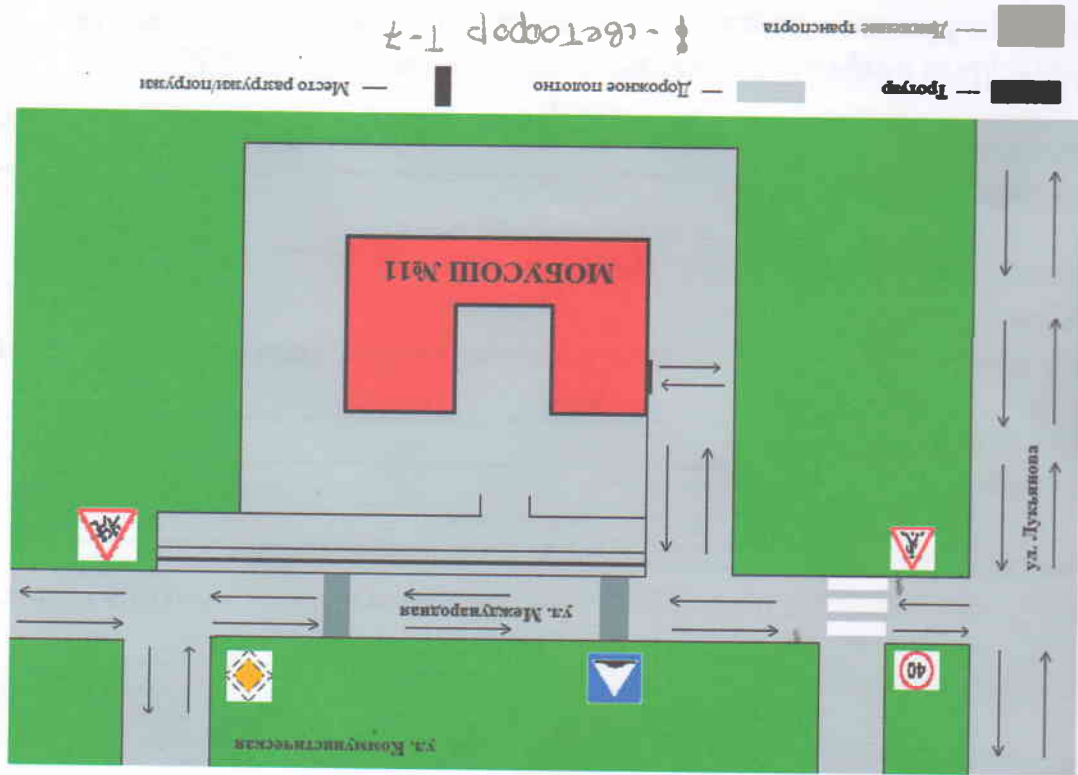 ул. Коммунистическая
40
ул. Международная
ул. Лукьянова
МОБУСОШ №11
— Тротуар
— Дорожное полотно
— Место разгрузки/погрузки
— Движение транспорта
- светофор Т-7